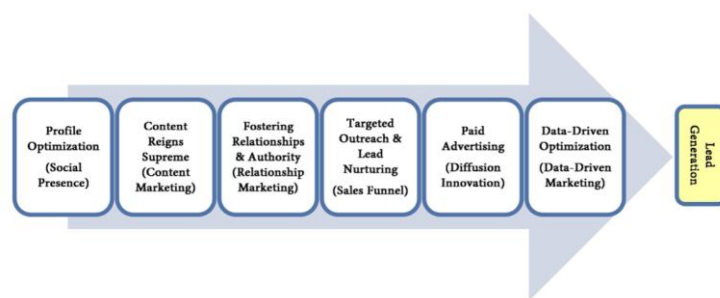 Profile
Optimization
(Social
Presence)
Content
Reigns
Supreme
(Content
Marketing)
Fostering
Relationships
& Authority
(Relationship
Marketing)
Targeted
Outreach &
Lead
Nurturing
(Sales Funnel)
Paid
Advertising
(Diffusion
Innovation)
Data-Driven
Optimization
(Data-Driven
Marketing)
Lead
Generation